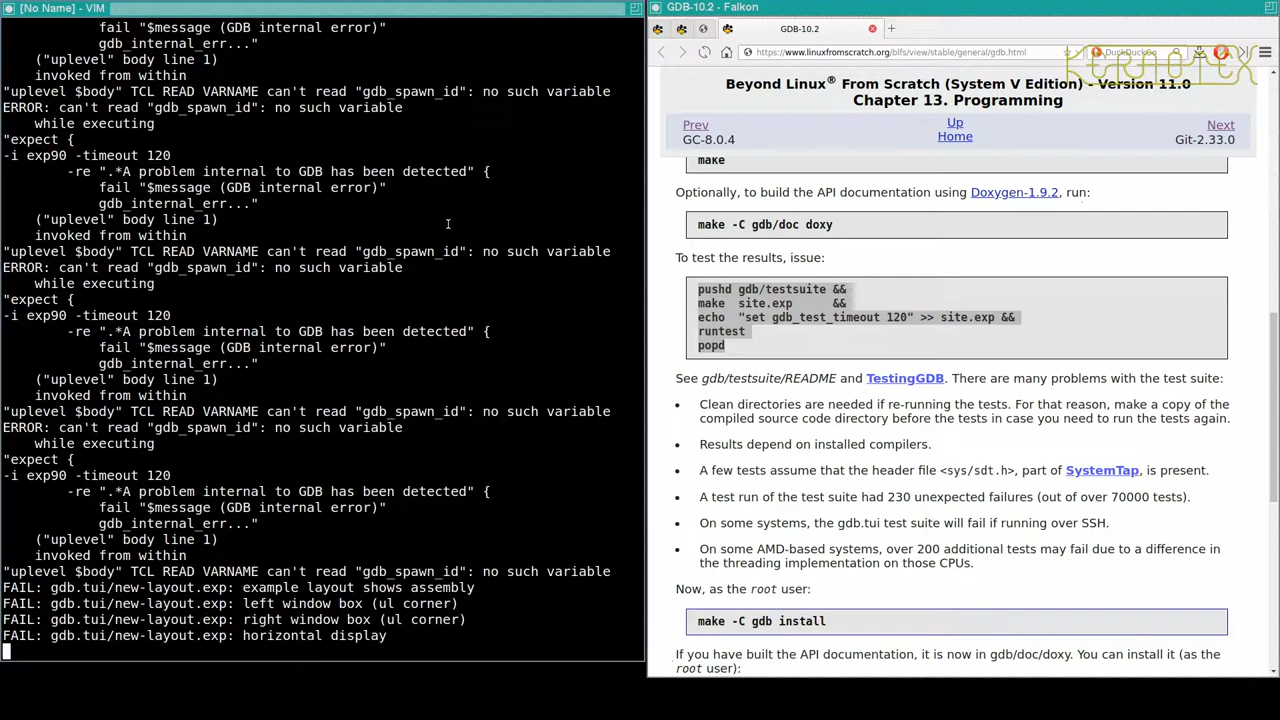 [No Name] - VIM
            fail "$message (GDB internal error)"
            gdb_internal_err..."
    ("uplevel" body line 1)
    invoked from within
"uplevel $body" TCL READ VARNAME can't read "gdb_spawn_id": no such variable
ERROR: can't read "gdb_spawn_id": no such variable
    while executing
"expect {
-i exp90 -timeout 120
        -re ".*A problem internal to GDB has been detected" {
            fail "$message (GDB internal error)"
            gdb_internal_err..."
    ("uplevel" body line 1)
    invoked from within
"uplevel $body" TCL READ VARNAME can't read "gdb_spawn_id": no such variable
ERROR: can't read "gdb_spawn_id": no such variable
    while executing
"expect {
-i exp90 -timeout 120
        -re ".*A problem internal to GDB has been detected" {
            fail "$message (GDB internal error)"
            gdb_internal_err..."
    ("uplevel" body line 1)
    invoked from within
"uplevel $body" TCL READ VARNAME can't read "gdb_spawn_id": no such variable
ERROR: can't read "gdb_spawn_id": no such variable
    while executing
"expect {
-i exp90 -timeout 120
        -re ".*A problem internal to GDB has been detected" {
            fail "$message (GDB internal error)"
            gdb_internal_err..."
    ("uplevel" body line 1)
    invoked from within
"uplevel $body" TCL READ VARNAME can't read "gdb_spawn_id": no such variable
FAIL: gdb.tui/new-layout.exp: example layout shows assembly
FAIL: gdb.tui/new-layout.exp: left window box (ul corner)
FAIL: gdb.tui/new-layout.exp: right window box (ul corner)
FAIL: gdb.tui/new-layout.exp: horizontal display
GDB-10.2 - Falkon
GDB-10.2
https://www.linuxfromscratch.org/blfs/view/stable/general/gdb.html
DuckDuckGo
KERNOTEX
Beyond Linux® From Scratch (System V Edition) - Version 11.0
Chapter 13. Programming
Prev Up Next
GC-8.0.4 Home Git-2.33.0
make
Optionally, to build the API documentation using Doxygen-1.9.2, run:
make -C gdb/doc doxy
To test the results, issue:
pushd gdb/testsuite &&
make  site.exp      &&
echo  "set gdb_test_timeout 120" >> site.exp &&
runtest
popd
See gdb/testsuite/README and TestingGDB. There are many problems with the test suite:
• Clean directories are needed if re-running the tests. For that reason, make a copy of the
compiled source code directory before the tests in case you need to run the tests again.
• Results depend on installed compilers.
• A few tests assume that the header file <sys/sdt.h>, part of SystemTap, is present.
• A test run of the test suite had 230 unexpected failures (out of over 70000 tests).
• On some systems, the gdb.tui test suite will fail if running over SSH.
• On some AMD-based systems, over 200 additional tests may fail due to a difference in
the threading implementation on those CPUs.
Now, as the root user:
make -C gdb install
If you have built the API documentation, it is now in gdb/doc/doxy. You can install it (as the
root user):